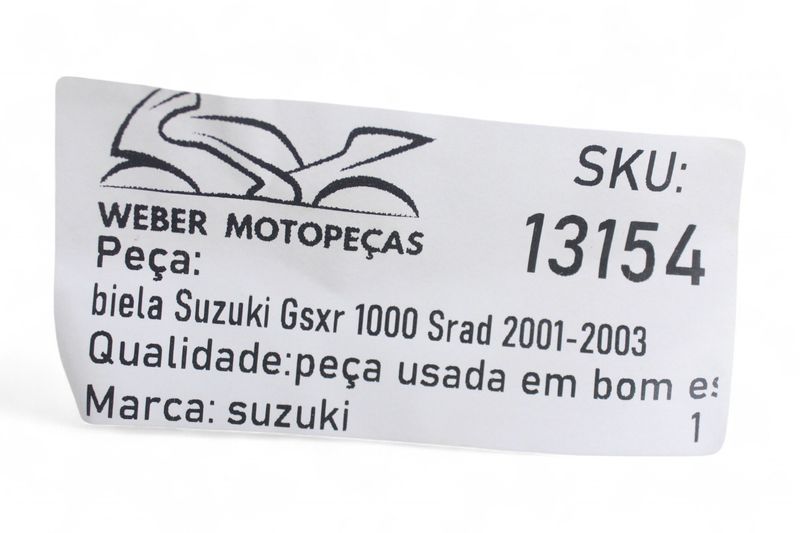 WEBER MOTOPEÇAS
SKU:
13154
Peça:
biela Suzuki Gsxr 1000 Srad 2001-2003
Qualidade:peça usada em bom es
Marca: suzuki
1